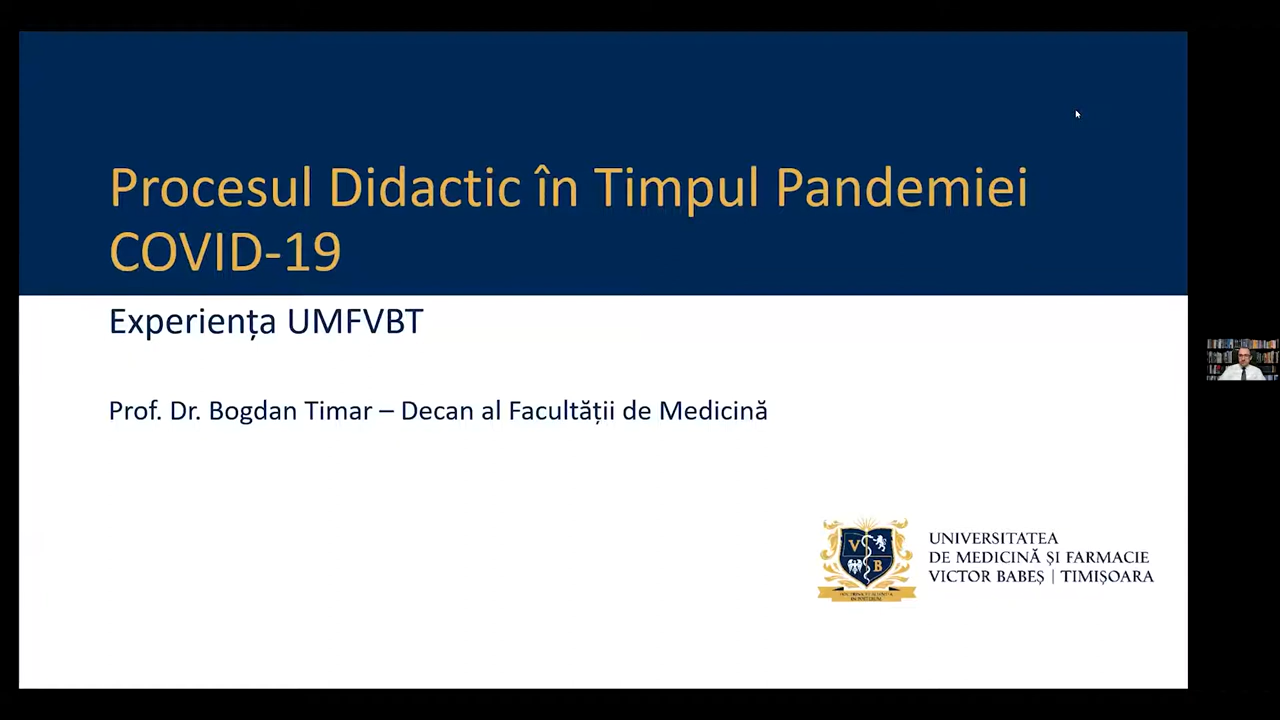 Procesul Didactic în Timpul Pandemiei
COVID-19
Experiența UMFVBT
Prof. Dr. Bogdan Timar – Decan al Facultății de Medicină
V
B
UNIVERSITATEA
DE MEDICINĂ ȘI FARMACIE
VICTOR BABEȘ | TIMIȘOARA